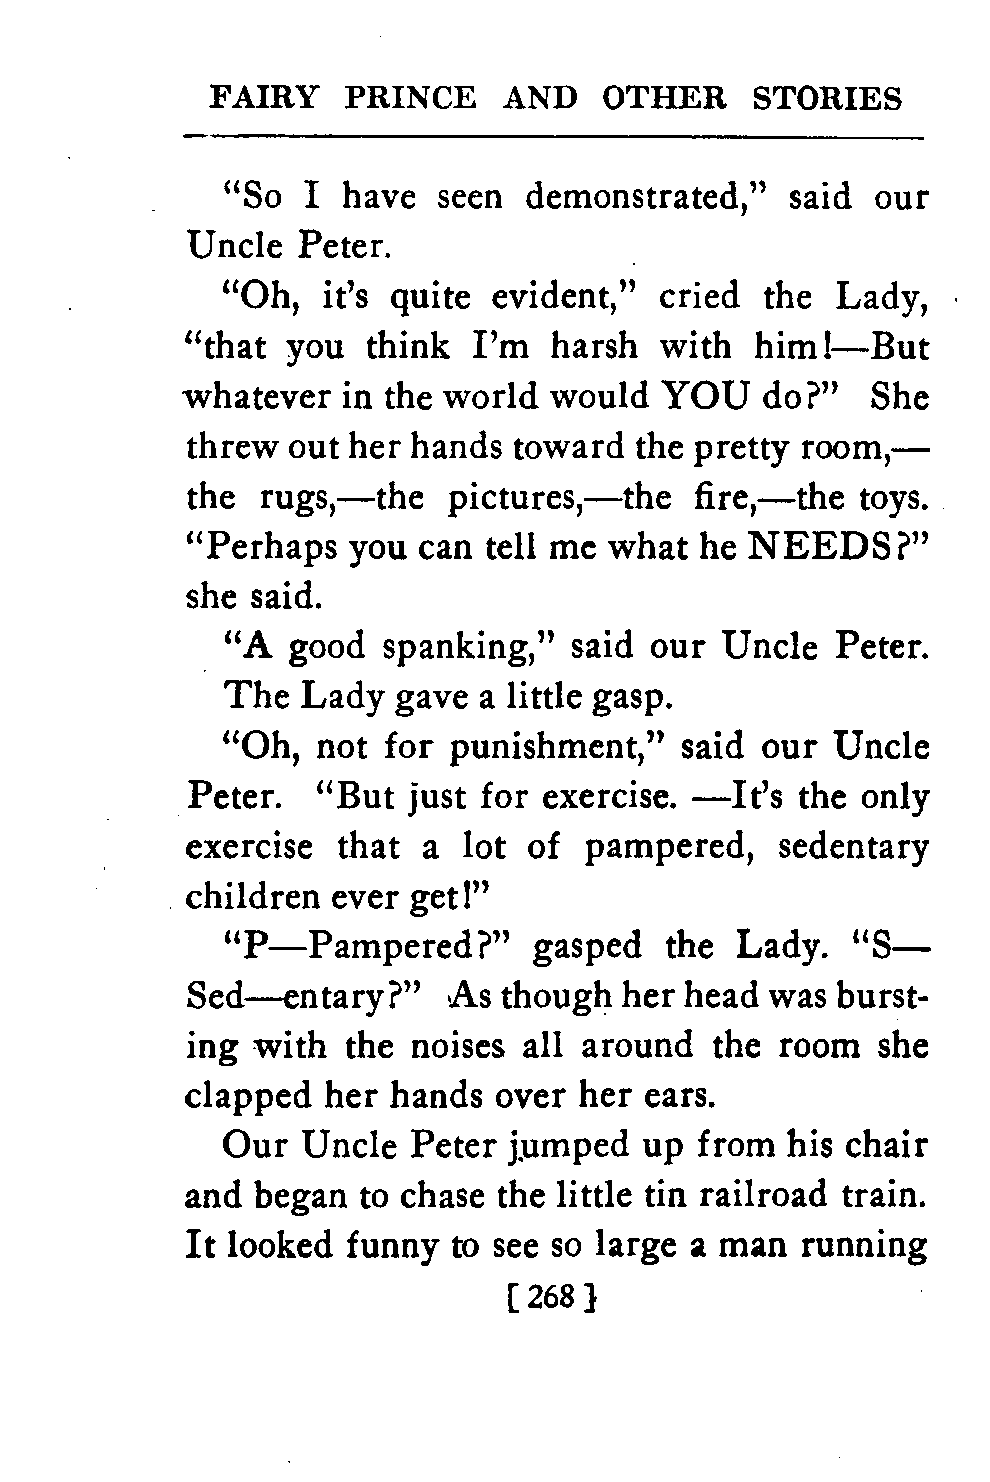 FAIRY PRINCE AND OTHER STORIES
“So I have seen demonstrated,” said our
Uncle Peter.
“Oh, it’s quite evident,” cried the Lady,
“that you think I’m harsh with him!—But
whatever in the world would YOU do?” She
threw out her hands toward the pretty room,—
the rugs,—the pictures,—the fire,—the toys.
“Perhaps you can tell me what he NEEDS?”
she said.
“A good spanking,” said our Uncle Peter.
The Lady gave a little gasp.
“Oh, not for punishment,” said our Uncle
Peter. “But just for exercise. —It’s the only
exercise that a lot of pampered, sedentary
children ever get!”
“P—Pampered?” gasped the Lady. “S—
Sed—entary?” As though her head was burst-
ing with the noises all around the room she
clapped her hands over her ears.
Our Uncle Peter jumped up from his chair
and began to chase the little tin railroad train.
It looked funny to see so large a man running
[ 268 ]